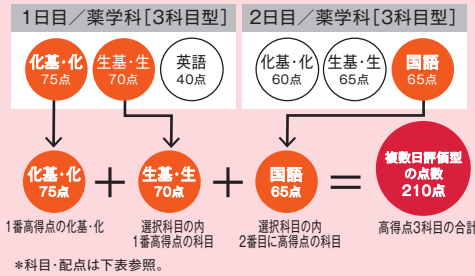 1日目／薬学科[3科目型]
2日目／薬学科[3科目型]
化基・化
75点
生基・生
70点
英語
40点
化基・化
60点
生基・生
65点
国語
65点
化基・化
75点
+
生基・生
70点
+
国語
65点
=
複数日評価型
の点数
210点
1番高得点の化基・化
選択科目の内
1番高得点の科目
選択科目の内
2番目に高得点の科目
高得点3科目の合計
＊科目・配点は下表参照。